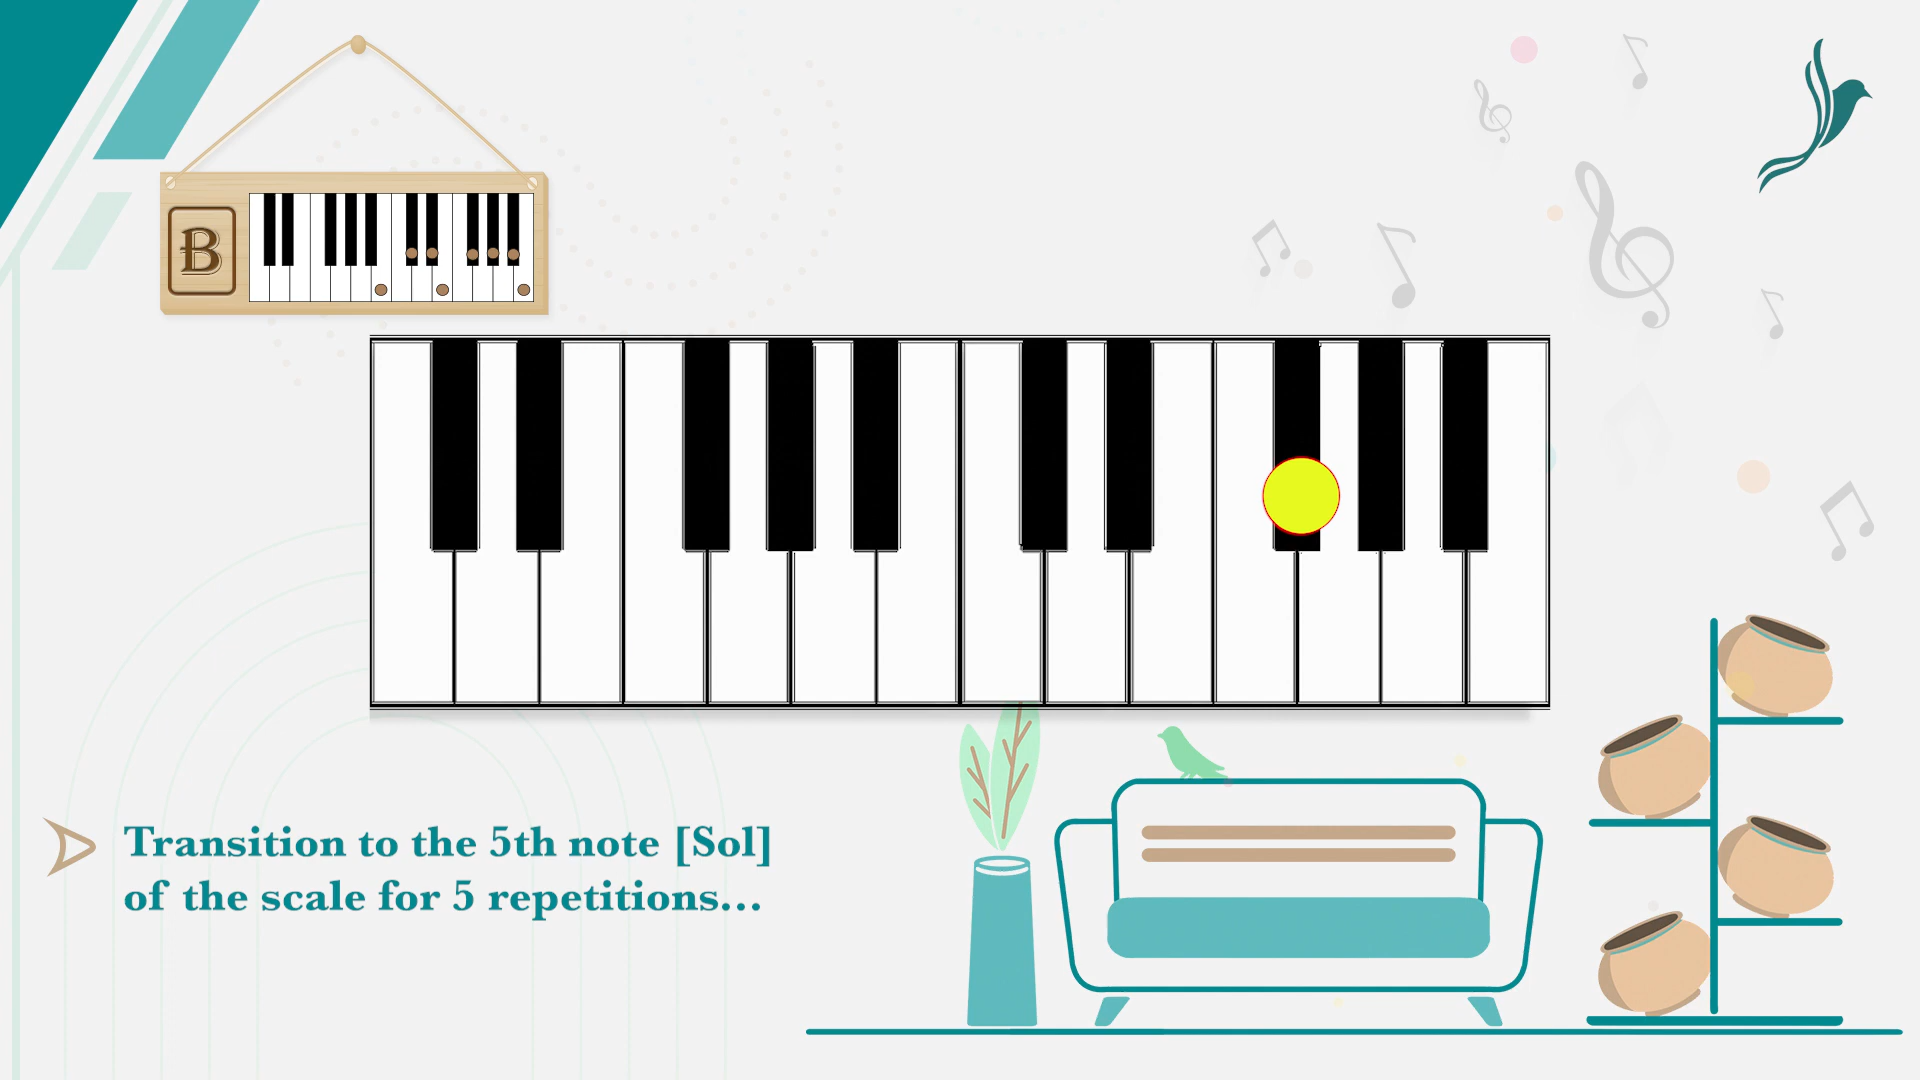 B
Transition to the 5th note [Sol]
of the scale for 5 repetitions...